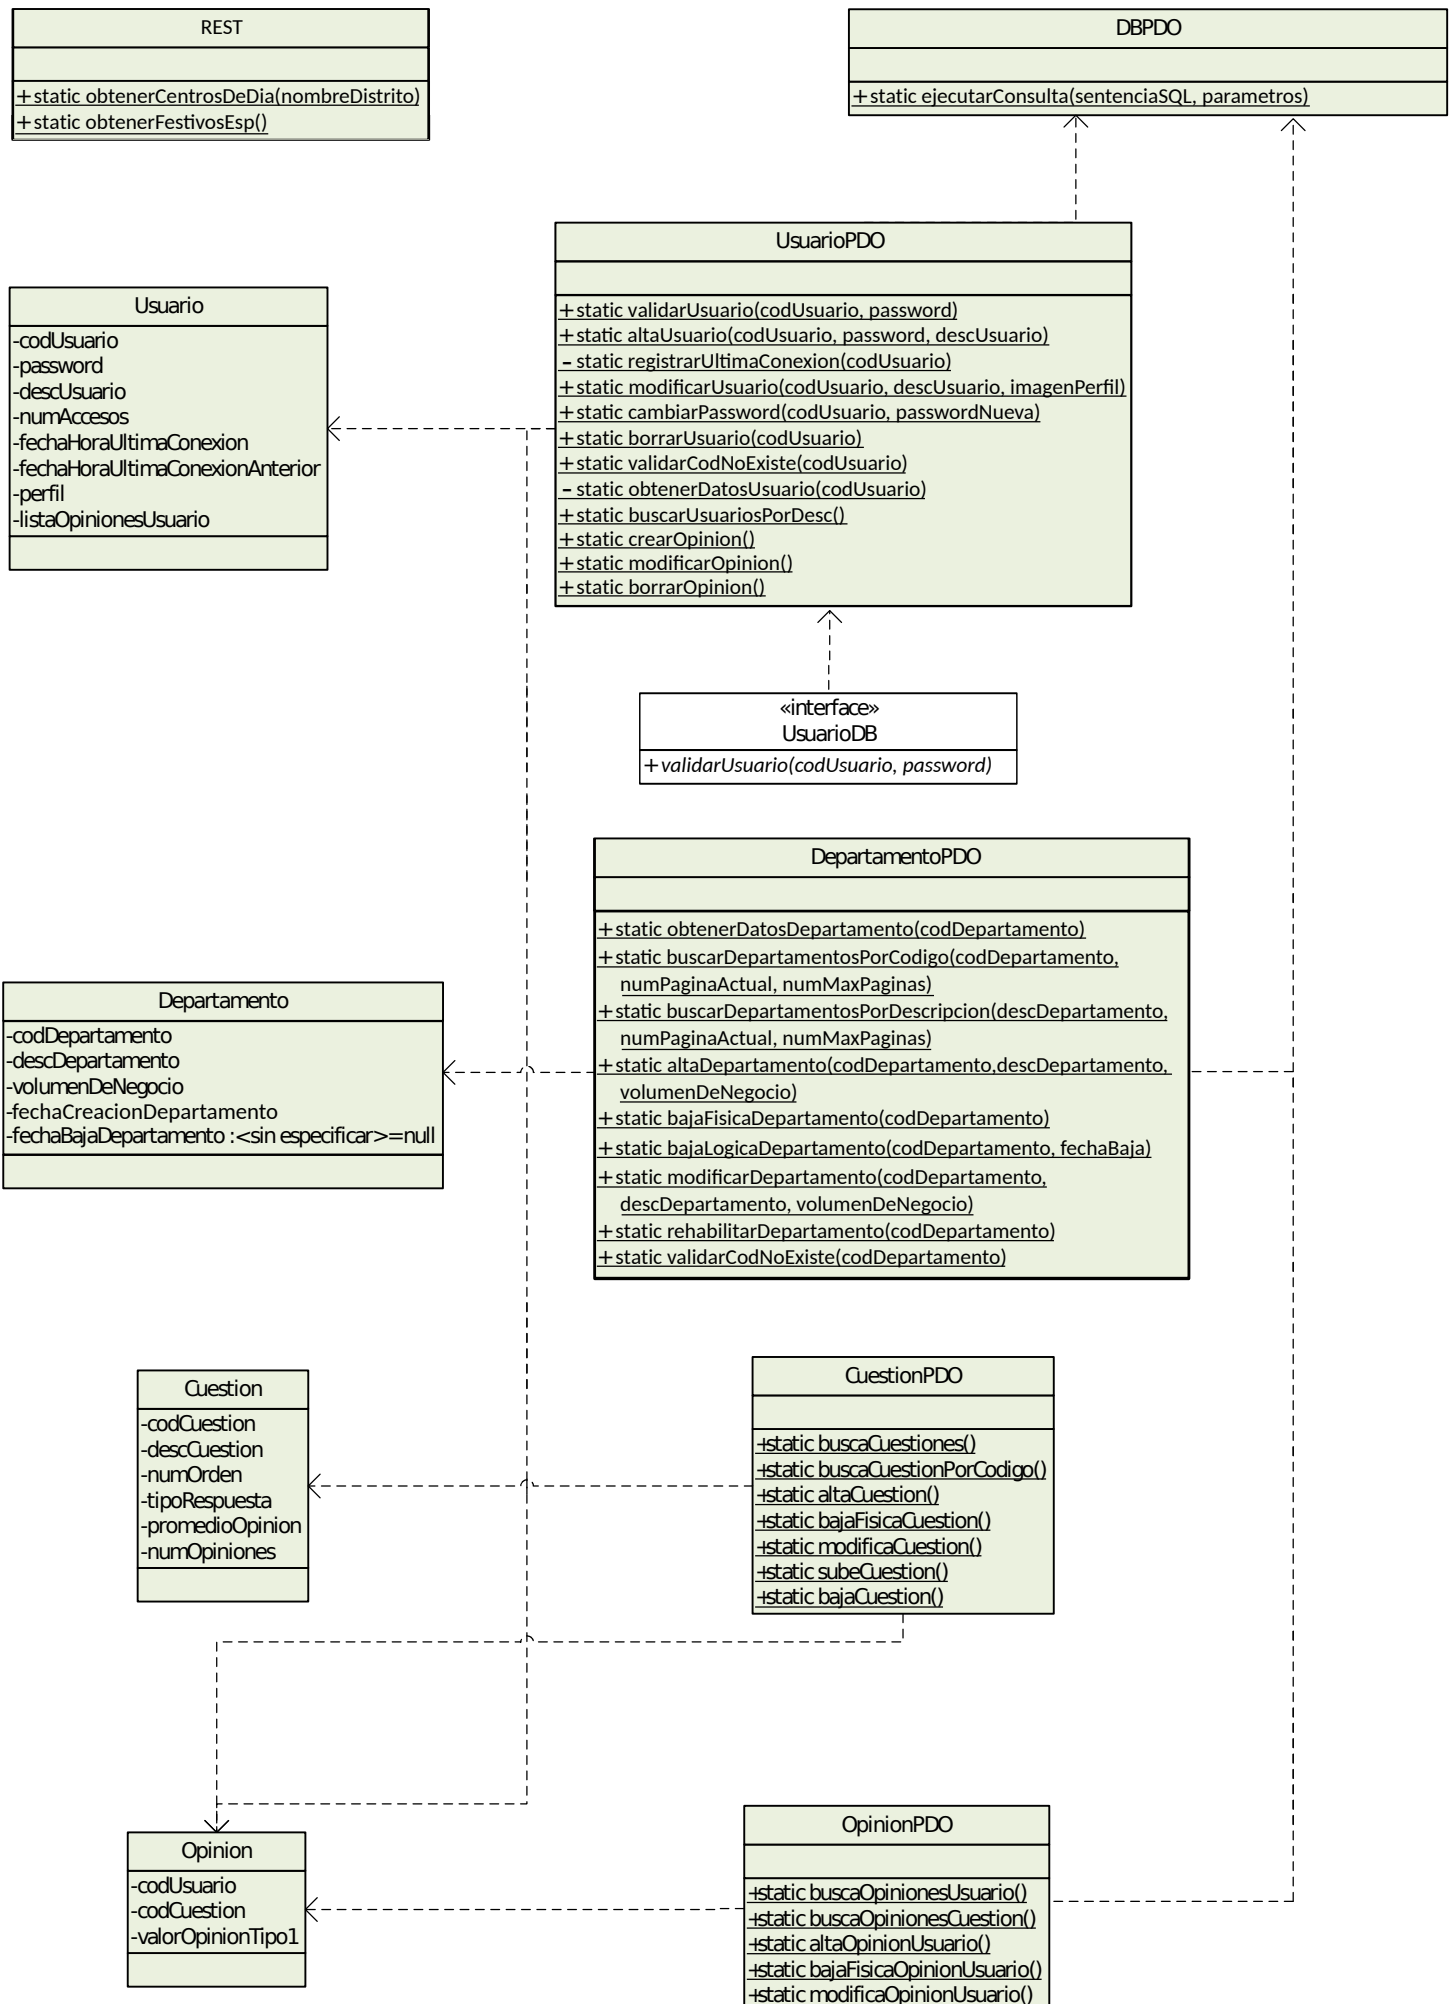 REST
+static obtenerCentrosDeDia(nombreDistrito)
+static obtenerFestivosEsp()
DBPDO
+static ejecutarConsulta(sentenciaSQL, parametros)
UsuarioPDO
+static validarUsuario(codUsuario, password)
+static altaUsuario(codUsuario, password, descUsuario)
- static registrarUltimaConexion(codUsuario)
+static modificarUsuario(codUsuario, descUsuario, imagenPerfil)
+static cambiarPassword(codUsuario, passwordNueva)
+static borrarUsuario(codUsuario)
+static validarCodNoExiste(codUsuario)
- static obtenerDatosUsuario(codUsuario)
+static buscarUsuariosPorDesc()
+static crearOpinion()
+static modificarOpinion()
+static borrarOpinion()
Usuario
-codUsuario
-password
-descUsuario
-numAccesos
-fechaHoraUltimaConexion
-fechaHoraUltimaConexionAnterior
-perfil
-listaOpinionesUsuario
«interface»
UsuarioDB
+validarUsuario(codUsuario, password)
DepartamentoPDO
+static obtenerDatosDepartamento(codDepartamento)
+static buscarDepartamentosPorCodigo(codDepartamento,
numPaginaActual, numMaxPaginas)
+static buscarDepartamentosPorDescripcion(descDepartamento,
numPaginaActual, numMaxPaginas)
+static altaDepartamento(codDepartamento,descDepartamento,
volumenDeNegocio)
+static bajaFisicaDepartamento(codDepartamento)
+static bajaLogicaDepartamento(codDepartamento, fechaBaja)
+static modificarDepartamento(codDepartamento,
descDepartamento, volumenDeNegocio)
+static rehabilitarDepartamento(codDepartamento)
+static validarCodNoExiste(codDepartamento)
Departamento
-codDepartamento
-descDepartamento
-volumenDeNegocio
-fechaCreacionDepartamento
-fechaBajaDepartamento :<sin especificar>=null
Cuestion
-codCuestion
-descCuestion
-numOrden
-tipoRespuesta
-promedioOpinion
-numOpiniones
CuestionPDO
+static buscaCuestiones()
+static buscaCuestionPorCodigo()
+static altaCuestion()
+static bajaFisicaCuestion()
+static modificaCuestion()
+static subeCuestion()
+static bajaCuestion()
Opinion
-codUsuario
-codCuestion
-valorOpinionTipo1
OpinionPDO
+static buscaOpinionesUsuario()
+static buscaOpinionesCuestion()
+static altaOpinionUsuario()
+static bajaFisicaOpinionUsuario()
+static modificaOpinionUsuario()